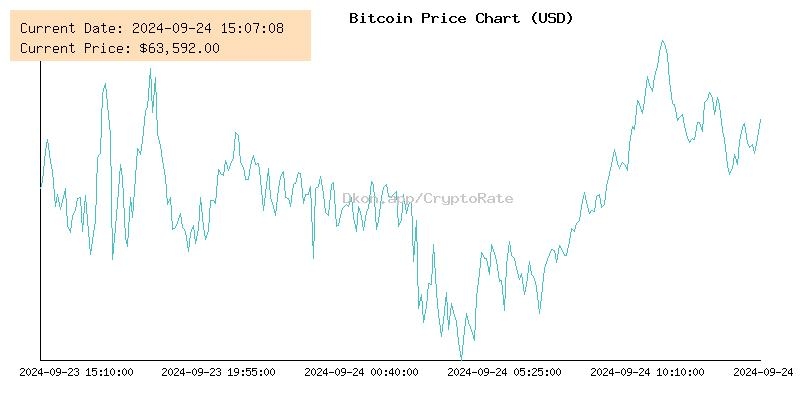 Bitcoin Price Chart (USD)
Current Date: 2024-09-24 15:07:08
Current Price: $63,592.00
Dkon.app/CryptoRate
2024-09-23 15:10:00 2024-09-23 19:55:00 2024-09-24 00:40:00 2024-09-24 05:25:00 2024-09-24 10:10:00 2024-09-24